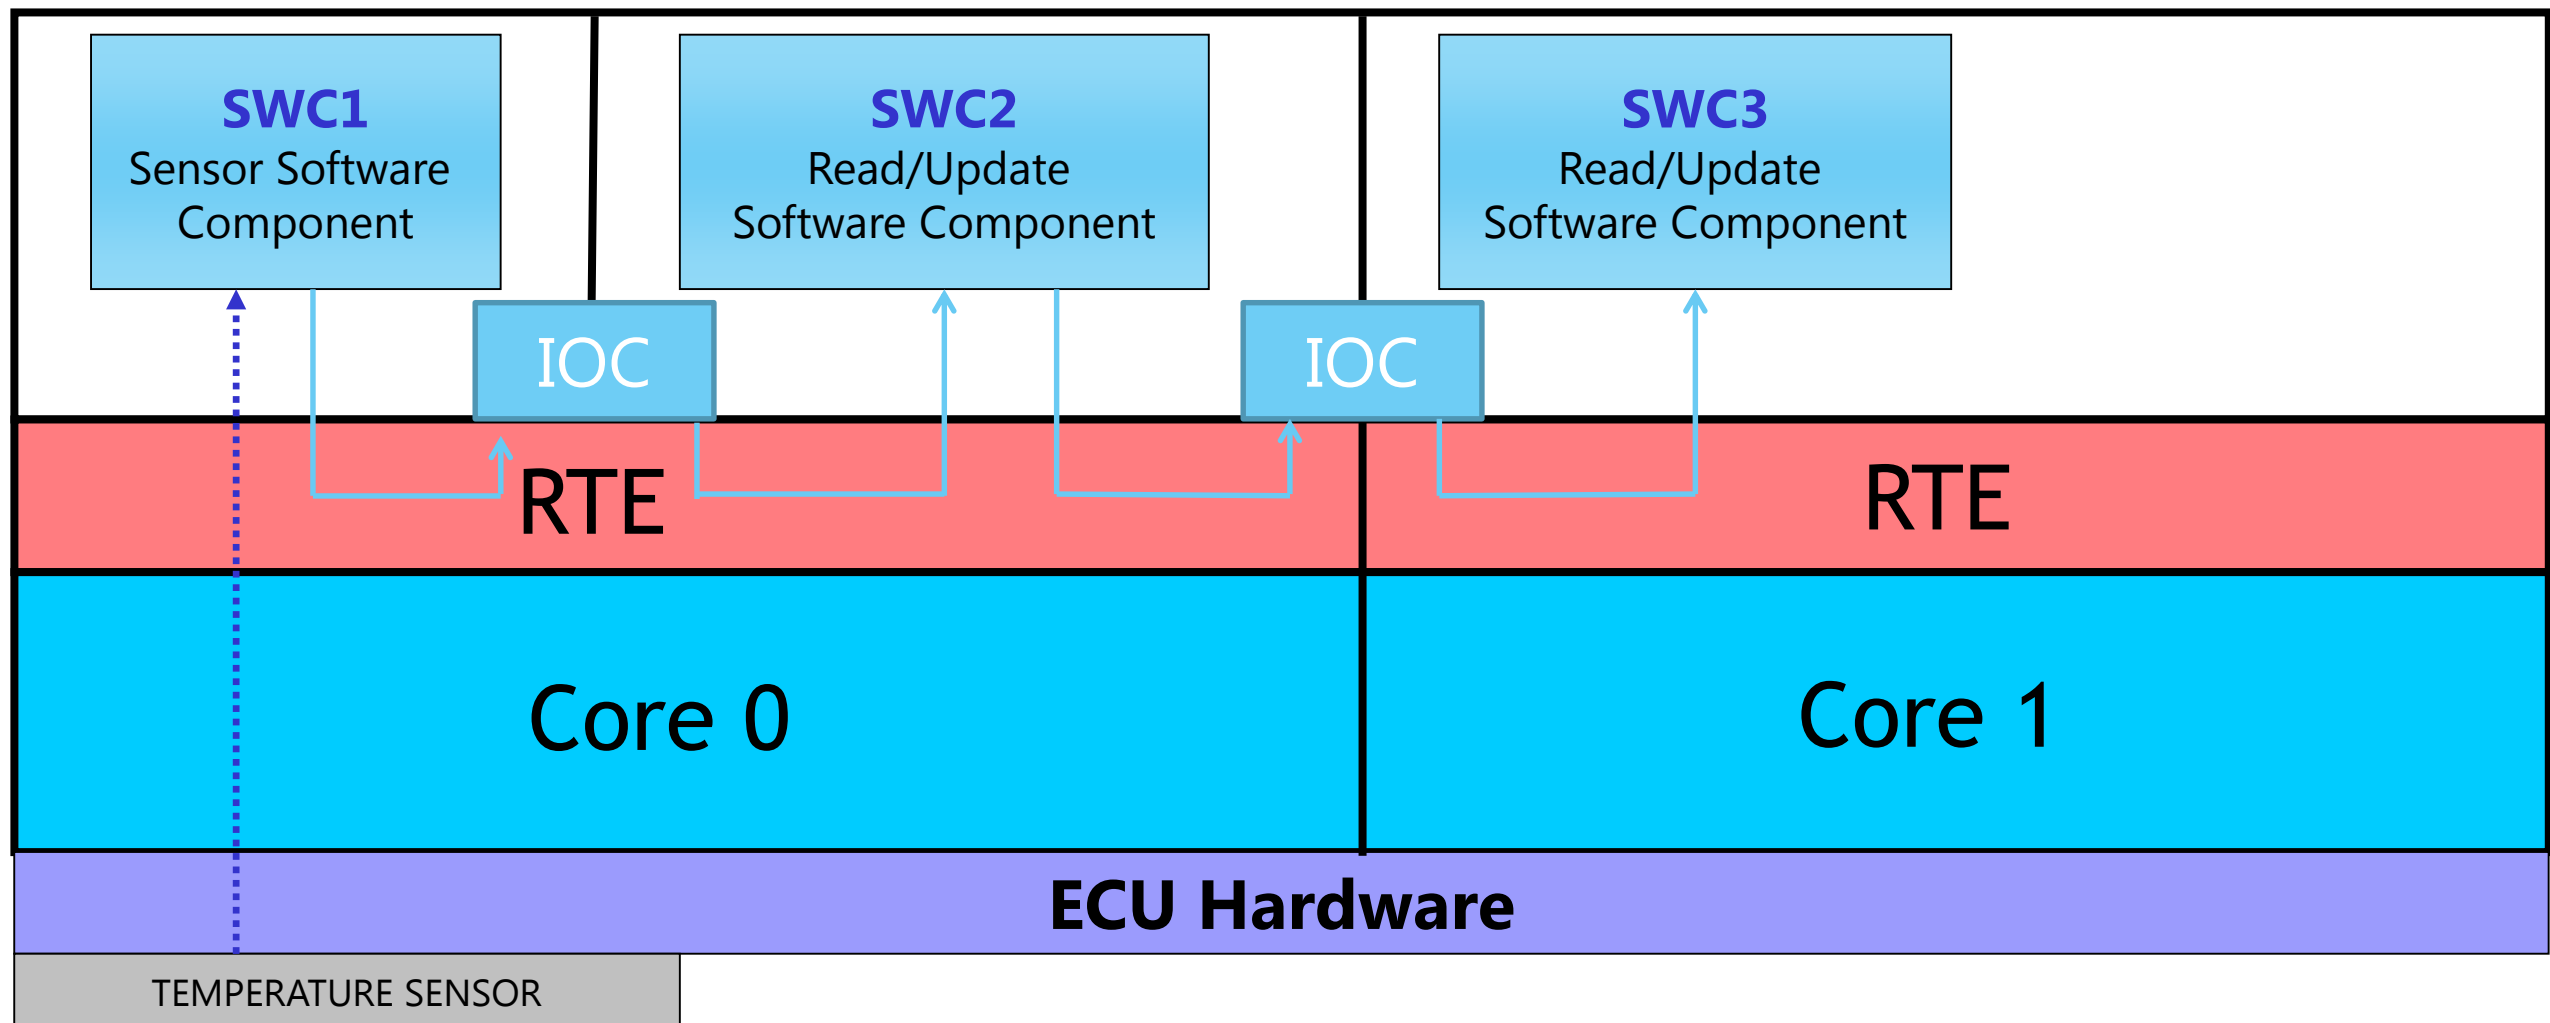 SWC1
Sensor Software
Component
SWC2
Read/Update
Software Component
SWC3
Read/Update
Software Component
IOC
IOC
RTE
RTE
Core 0
Core 1
ECU Hardware
TEMPERATURE SENSOR